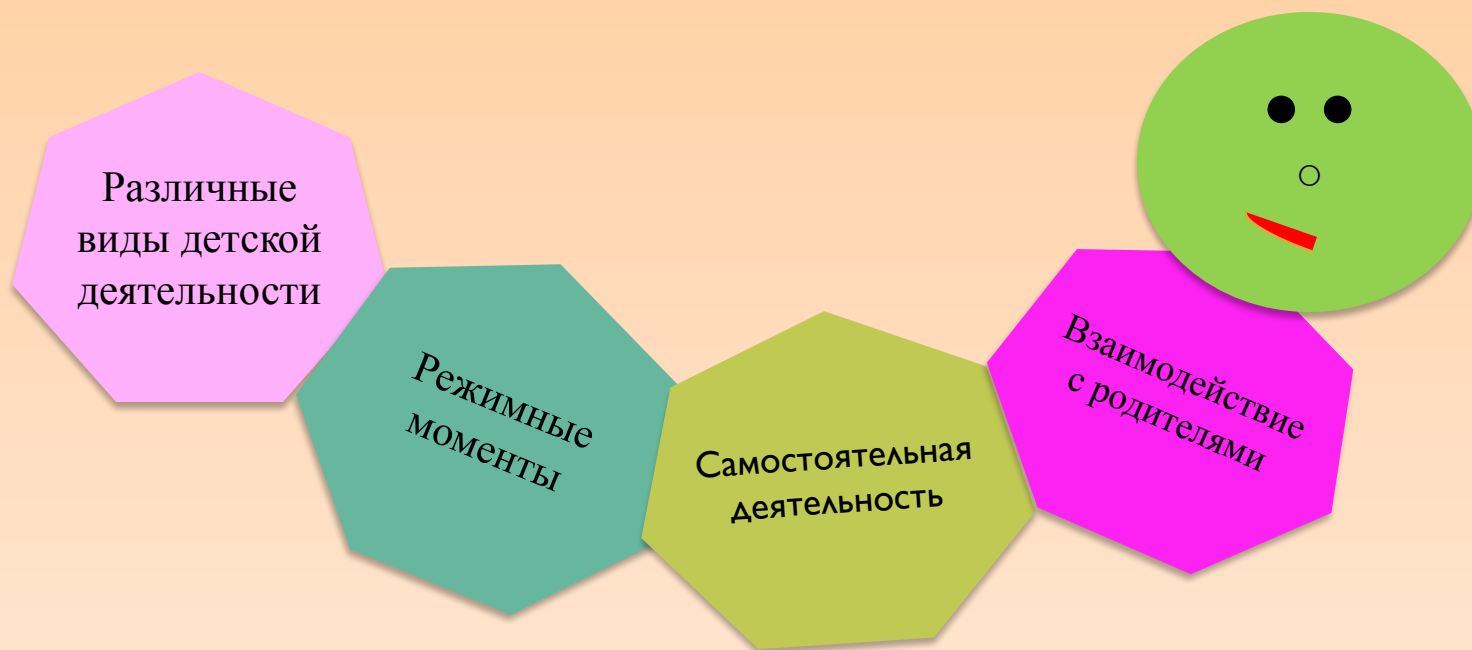 Различные
виды детской
деятельности
Режимные
моменты
Самостоятельная
деятельность
Взаимодействие
с родителями